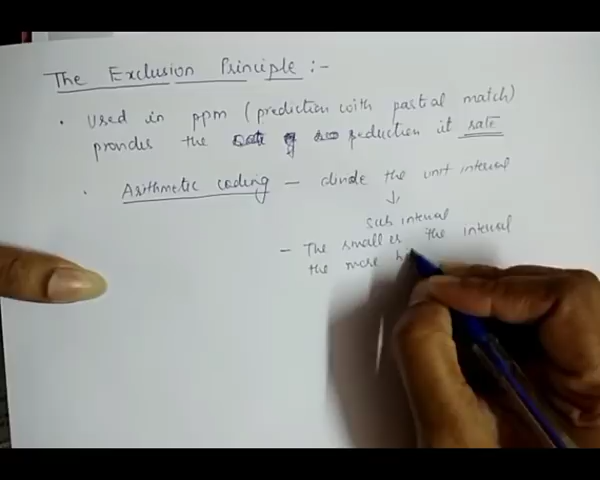 The Exclusion Principle :-
• Used in ppm (prediction with partial match)
provides the reduction it rate
• Arithmetic coding — divide the unit interval
↓
sub interval
— The smaller the interval
the more